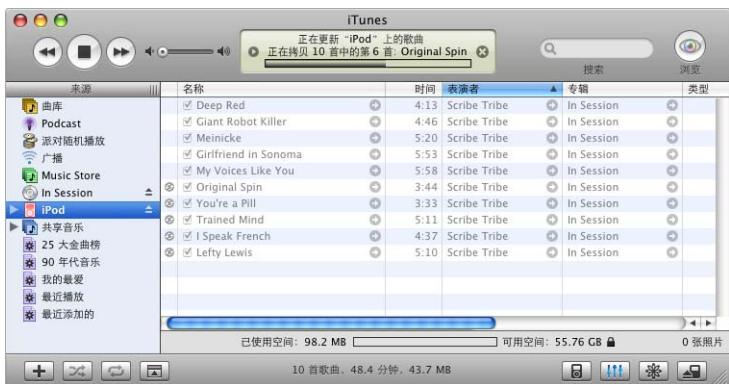 iTunes
正在更新“iPod”上的歌曲
正在拷贝 10 首中的第 6 首: Original Spin
搜索
浏览
来源 名称 时间 表演者 专辑 类型
曲库 Deep Red 4:13 Scribe Tribe In Session
Podcast Giant Robot Killer 4:46 Scribe Tribe In Session
派对随机播放 Meinicke 5:20 Scribe Tribe In Session
广播 Girlfriend in Sonoma 5:53 Scribe Tribe In Session
Music Store My Voices Like You 5:58 Scribe Tribe In Session
In Session Original Spin 3:44 Scribe Tribe In Session
iPod You're a Pill 3:33 Scribe Tribe In Session
共享音乐 Trained Mind 5:11 Scribe Tribe In Session
25 大金曲榜 I Speak French 4:37 Scribe Tribe In Session
90 年代音乐 Lefty Lewis 5:10 Scribe Tribe In Session
我的最爱
最近播放
最近添加的
已使用空间: 98.2 MB 可用空间: 55.76 GB 0 张照片
10 首歌曲, 48.4 分钟, 43.7 MB